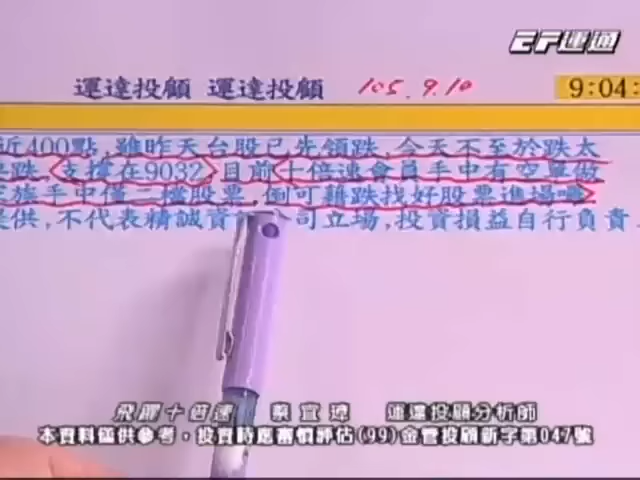 EF運通
運達投顧 運達投顧 105.9.10 9:04:
近400點,雖昨天台股已先領跌,今天不至於跌太
跌.支撐在9032,目前十倍速會員手中有空單做
族手中僅二檔股票,倒可藉跌找好股票進場
提供,不代表精誠資 公司立場,投資損益自行負責
飛躍十倍速 蔡宜璋 運達投顧分析師
本資料僅供參考,投資時應審慎評估(99)金管投顧新字第047號